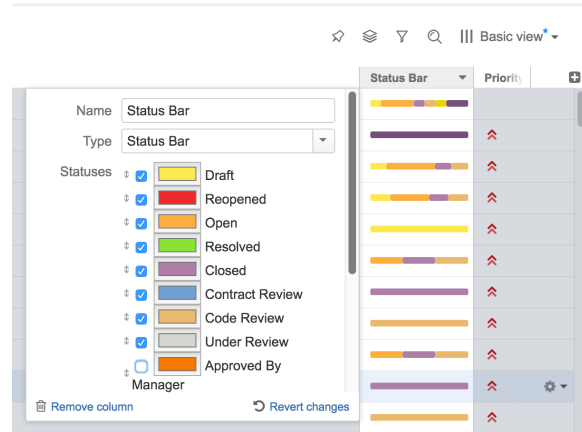 Basic view*
Status Bar Priority
Name Status Bar
Type Status Bar
Statuses Draft
Reopened
Open
Resolved
Closed
Contract Review
Code Review
Under Review
Approved By
Manager
Remove column Revert changes